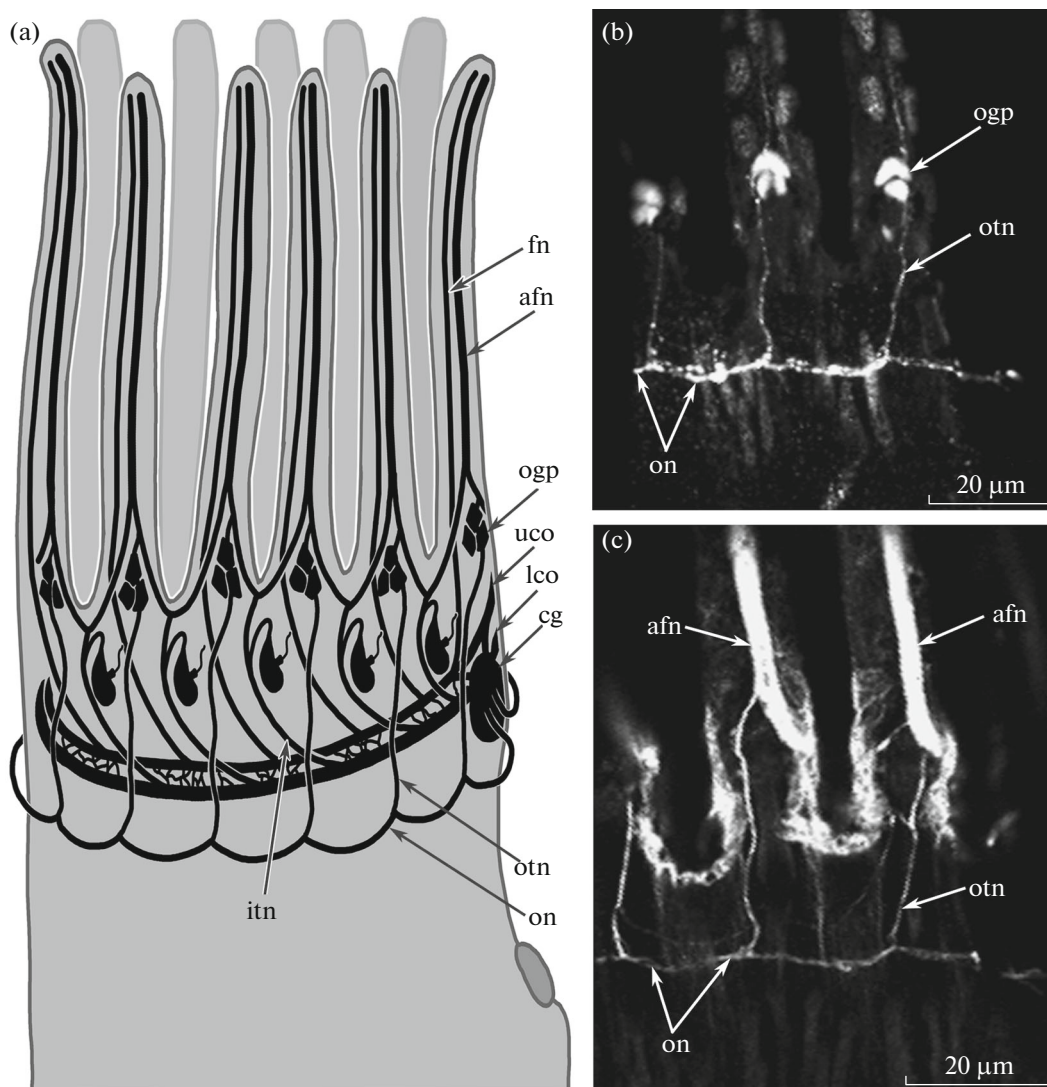 (a)
fn
afn
ogp
uco
lco
cg
otn
itn
on
(b)
ogp
otn
on
20 μm
(c)
afn
afn
otn
on
20 μm